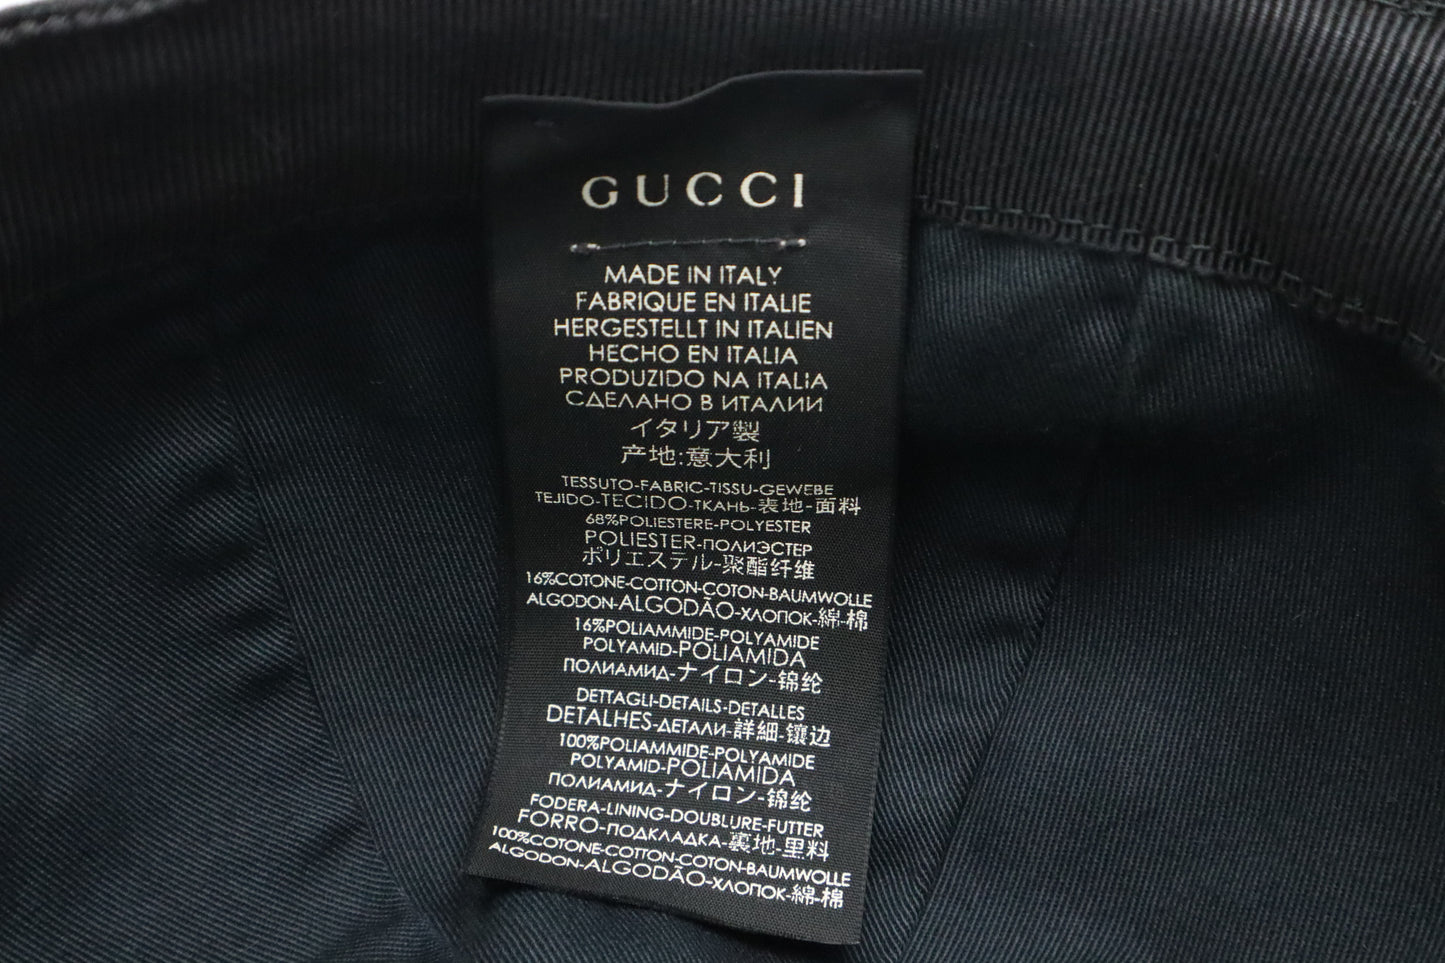 GUCCI
MADE IN ITALY
FABRIQUE EN ITALIE
HERGESTELLT IN ITALIEN
HECHO EN ITALIA
PRODUZIDO NA ITALIA
СДЕЛАНО В ИТАЛИИ
イタリア製
产地:意大利
TESSUTO-FABRIC-TISSU-GEWEBE
TEJIDO-TECIDO-ТКАНЬ-表地-面料
68%POLIESTERE-POLYESTER
POLIESTER-ПОЛИЭСТЕР
ポリエステル-聚酯纤维
16%COTONE-COTTON-COTON-BAUMWOLLE
ALGODON-ALGODÃO-ХЛОПОК-綿-棉
16%POLIAMMIDE-POLYAMIDE
POLYAMID-POLIAMIDA
ПОЛИАМИД-ナイロン-锦纶
DETTAGLI-DETAILS-DETALLES
DETALHES-ДЕТАЛИ-詳細-镶边
100%POLIAMMIDE-POLYAMIDE
POLYAMID-POLIAMIDA
ПОЛИАМИД-ナイロン-锦纶
FODERA-LINING-DOUBLURE-FUTTER
FORRO-ПОДКЛАДКА-裏地-里料
100%COTONE-COTTON-COTON-BAUMWOLLE
ALGODON-ALGODÃO-ХЛОПОК-綿-棉